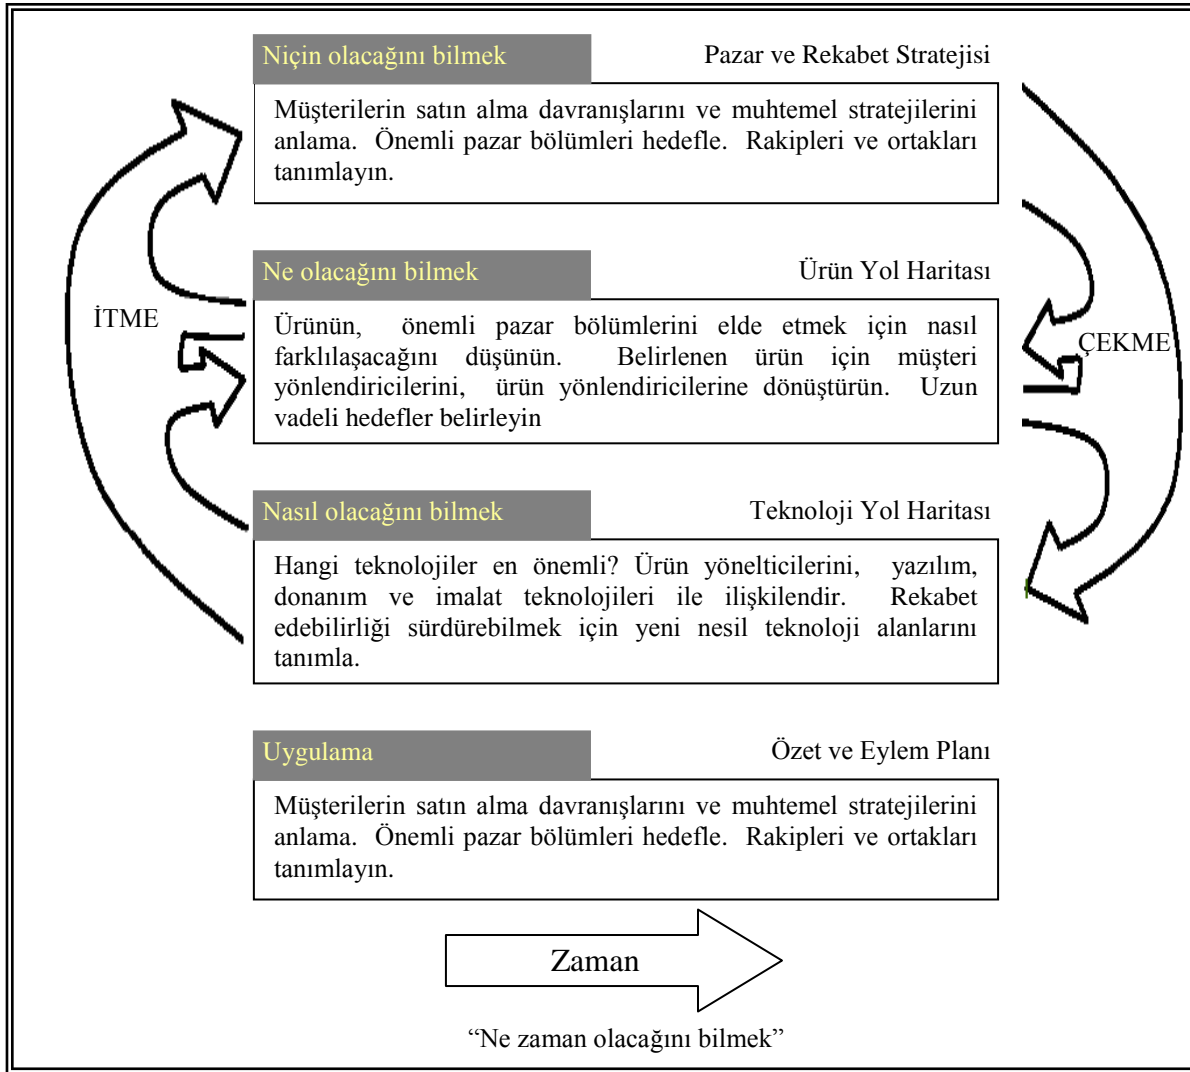 Niçin olacağını bilmek Pazar ve Rekabet Stratejisi
Müşterilerin satın alma davranışlarını ve muhtemel stratejilerini
anlama. Önemli pazar bölümleri hedefle. Rakipleri ve ortakları
tanımlayın.
Ne olacağını bilmek Ürün Yol Haritası
İTME
Ürünün, önemli pazar bölümlerini elde etmek için nasıl
farklılaşacağını düşünün. Belirlenen ürün için müşteri
yönlendiricilerini, ürün yönlendiricilerine dönüştürün. Uzun
vadeli hedefler belirleyin
ÇEKME
Nasıl olacağını bilmek Teknoloji Yol Haritası
Hangi teknolojiler en önemli? Ürün yönelticilerini, yazılım,
donanım ve imalat teknolojileri ile ilişkilendir. Rekabet
edebilirliği sürdürebilmek için yeni nesil teknoloji alanlarını
tanımla.
Uygulama Özet ve Eylem Planı
Müşterilerin satın alma davranışlarını ve muhtemel stratejilerini
anlama. Önemli pazar bölümleri hedefle. Rakipleri ve ortakları
tanımlayın.
Zaman
“Ne zaman olacağını bilmek”